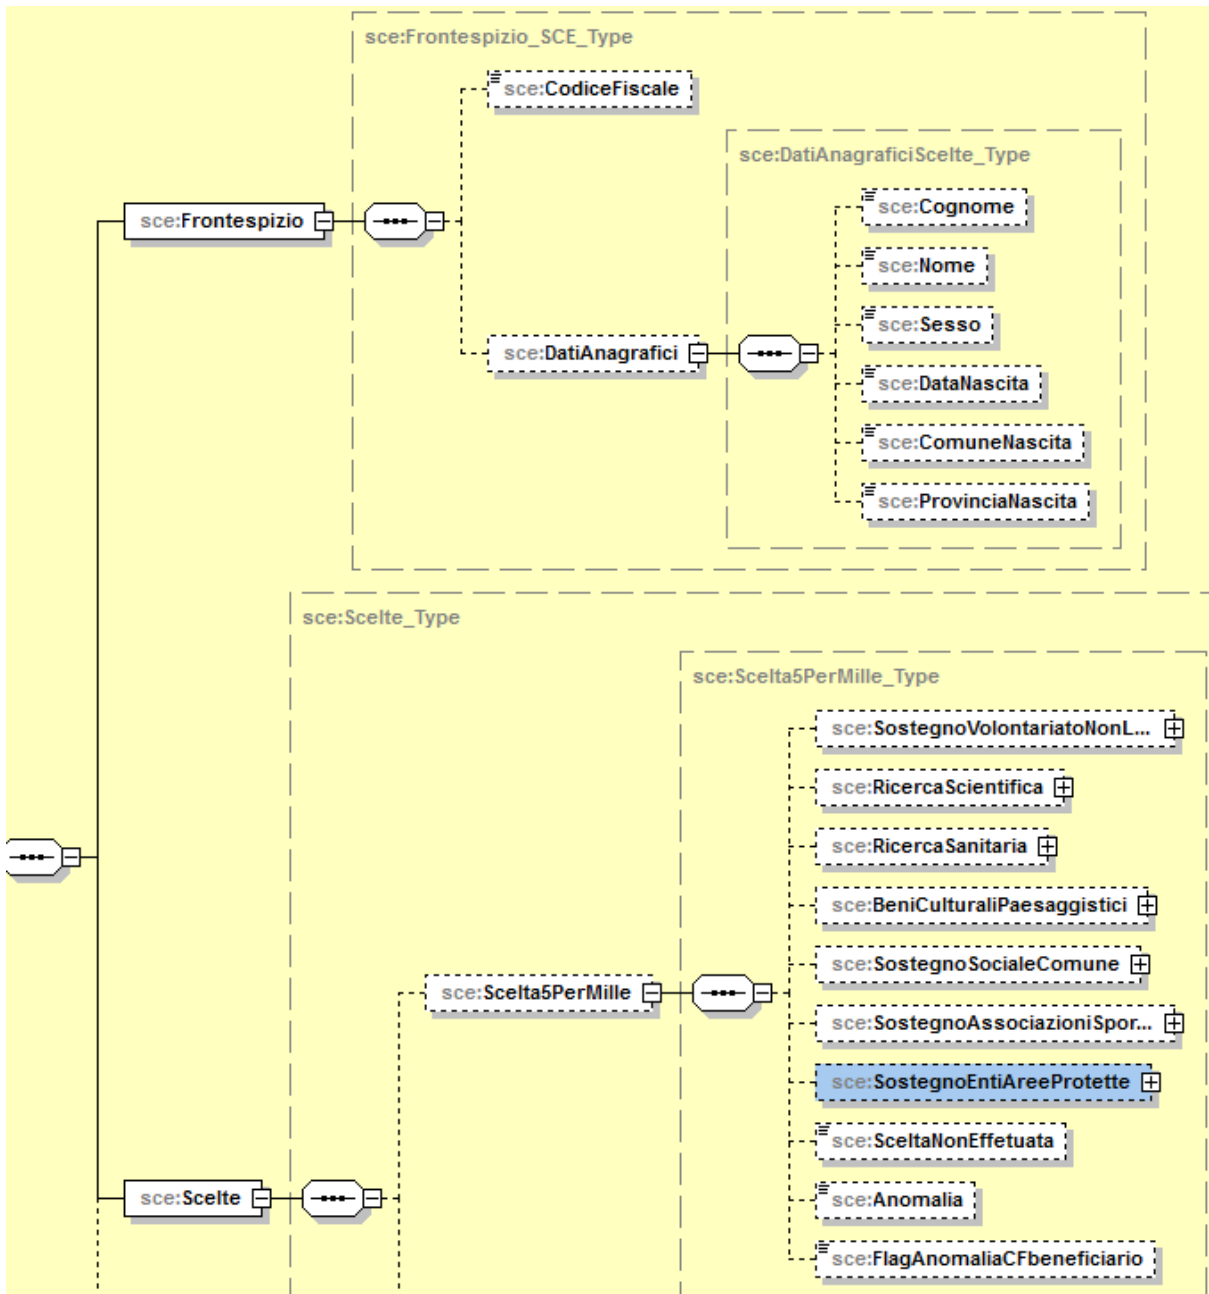 sce:Frontespizio_SCE_Type
sce:CodiceFiscale
sce:DatiAnagraficiScelte_Type
sce:Cognome
sce:Frontespizio
sce:Nome
sce:Sesso
sce:DatiAnagrafici
sce:DataNascita
sce:ComuneNascita
sce:ProvinciaNascita
sce:Scelte_Type
sce:Scelta5PerMille_Type
sce:SostegnoVolontariatoNonL...
sce:RicercaScientifica
sce:RicercaSanitaria
sce:BeniCulturaliPaesaggistici
sce:SostegnoSocialeComune
sce:Scelta5PerMille
sce:SostegnoAssociazioniSpor...
sce:SostegnoEntiAreeProtette
sce:SceltaNonEffetuata
sce:Scelte
sce:Anomalia
sce:FlagAnomaliaCFbeneficiario